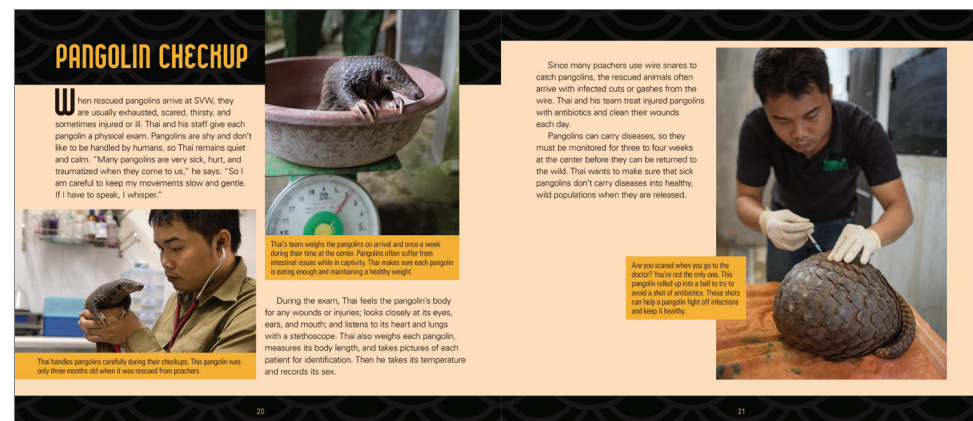 PANGOLIN CHECKUP
When rescued pangolins arrive at SVW, they
are usually exhausted, scared, thirsty, and
sometimes injured or ill. Thai and his staff give each
pangolin a physical exam. Pangolins are shy and don't
like to be handled by humans, so Thai remains quiet
and calm. "Many pangolins are very sick, hurt, and
traumatized when they come to us," he says. "So I
am careful to keep my movements slow and gentle.
If I have to speak, I whisper."
Thai handles pangolins carefully during their checkups. This pangolin was
only three months old when it was rescued from poachers.
Thai's team weighs the pangolins on arrival and once a week
during their time at the center. Pangolins often suffer from
intestinal issues while in captivity. Thai makes sure each pangolin
is eating enough and maintaining a healthy weight.
During the exam, Thai feels the pangolin's body
for any wounds or injuries; looks closely at its eyes,
ears, and mouth; and listens to its heart and lungs
with a stethoscope. Thai also weighs each pangolin,
measures its body length, and takes pictures of each
patient for identification. Then he takes its temperature
and records its sex.
20
Since many poachers use wire snares to
catch pangolins, the rescued animals often
arrive with infected cuts or gashes from the
wire. Thai and his team treat injured pangolins
with antibiotics and clean their wounds
each day.
Pangolins can carry diseases, so they
must be monitored for three to four weeks
at the center before they can be returned to
the wild. Thai wants to make sure that sick
pangolins don't carry diseases into healthy,
wild populations when they are released.
Are you scared when you go to the
doctor? You're not the only one. This
pangolin rolled up into a ball to try to
avoid a shot of antibiotics. These shots
can help a pangolin fight off infections
and keep it healthy.
21